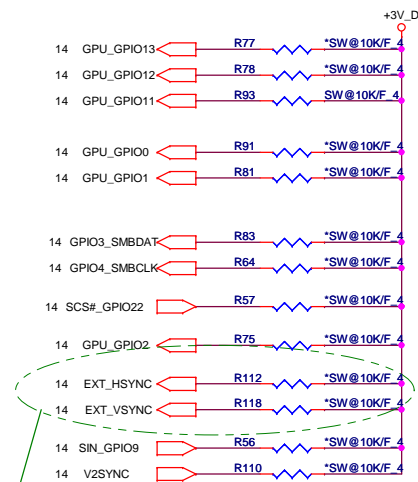 +3V_D
14 GPU_GPIO13 R77 *SW@10K/F_4
14 GPU_GPIO12 R78 *SW@10K/F_4
14 GPU_GPIO11 R93 SW@10K/F_4
14 GPU_GPIO0 R91 *SW@10K/F_4
14 GPU_GPIO1 R81 *SW@10K/F_4
14 GPIO3_SMBDAT R83 *SW@10K/F_4
14 GPIO4_SMBCLK R64 *SW@10K/F_4
14 SCS#_GPIO22 R57 *SW@10K/F_4
14 GPU_GPIO2 R75 *SW@10K/F_4
14 EXT_HSYNC R112 *SW@10K/F_4
14 EXT_VSYNC R118 *SW@10K/F_4
14 SIN_GPIO9 R56 *SW@10K/F_4
14 V2SYNC R110 *SW@10K/F_4